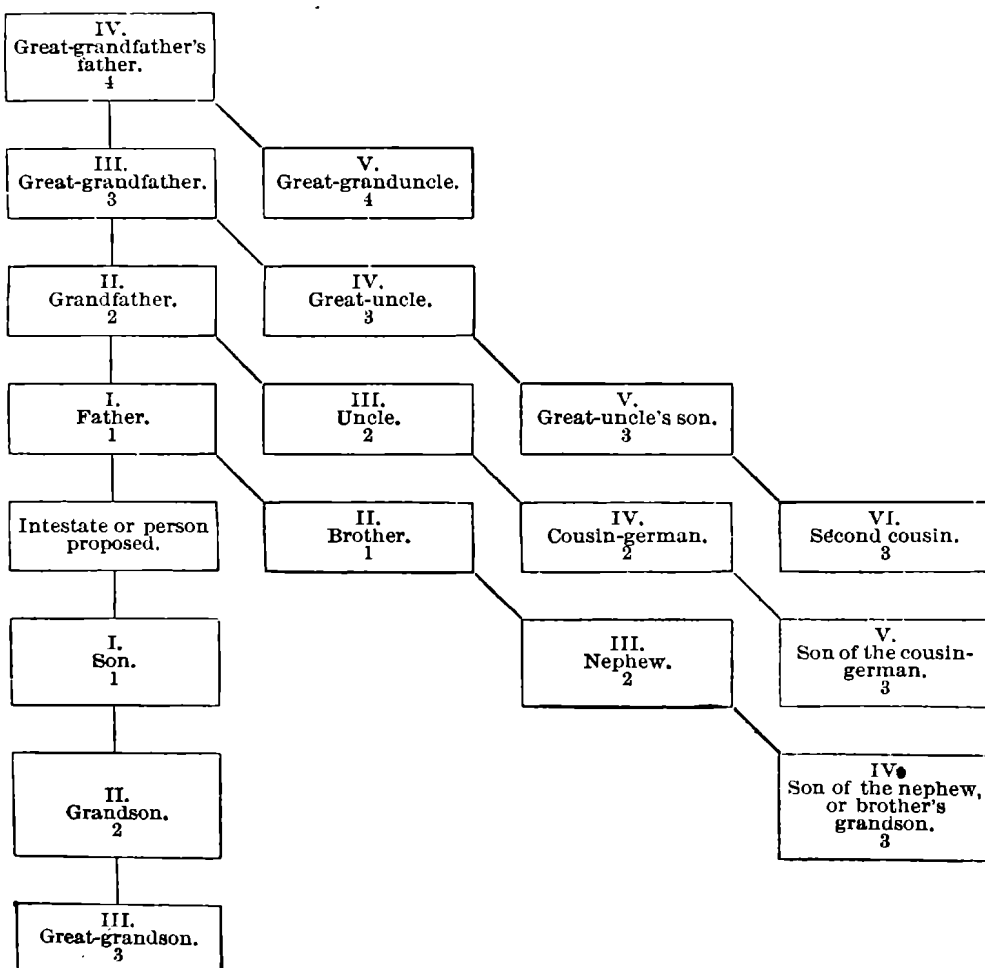 IV.
Great-grandfather's
father.
4
III.
Great-grandfather.
3
V.
Great-granduncle.
4
II.
Grandfather.
2
IV.
Great-uncle.
3
I.
Father.
1
III.
Uncle.
2
V.
Great-uncle's son.
3
Intestate or person
proposed.
II.
Brother.
1
IV.
Cousin-german.
2
VI.
Second cousin.
3
I.
Son.
1
III.
Nephew.
2
V.
Son of the cousin-
german.
3
II.
Grandson.
2
IV.
Son of the nephew,
or brother's
grandson.
3
III.
Great-grandson.
3